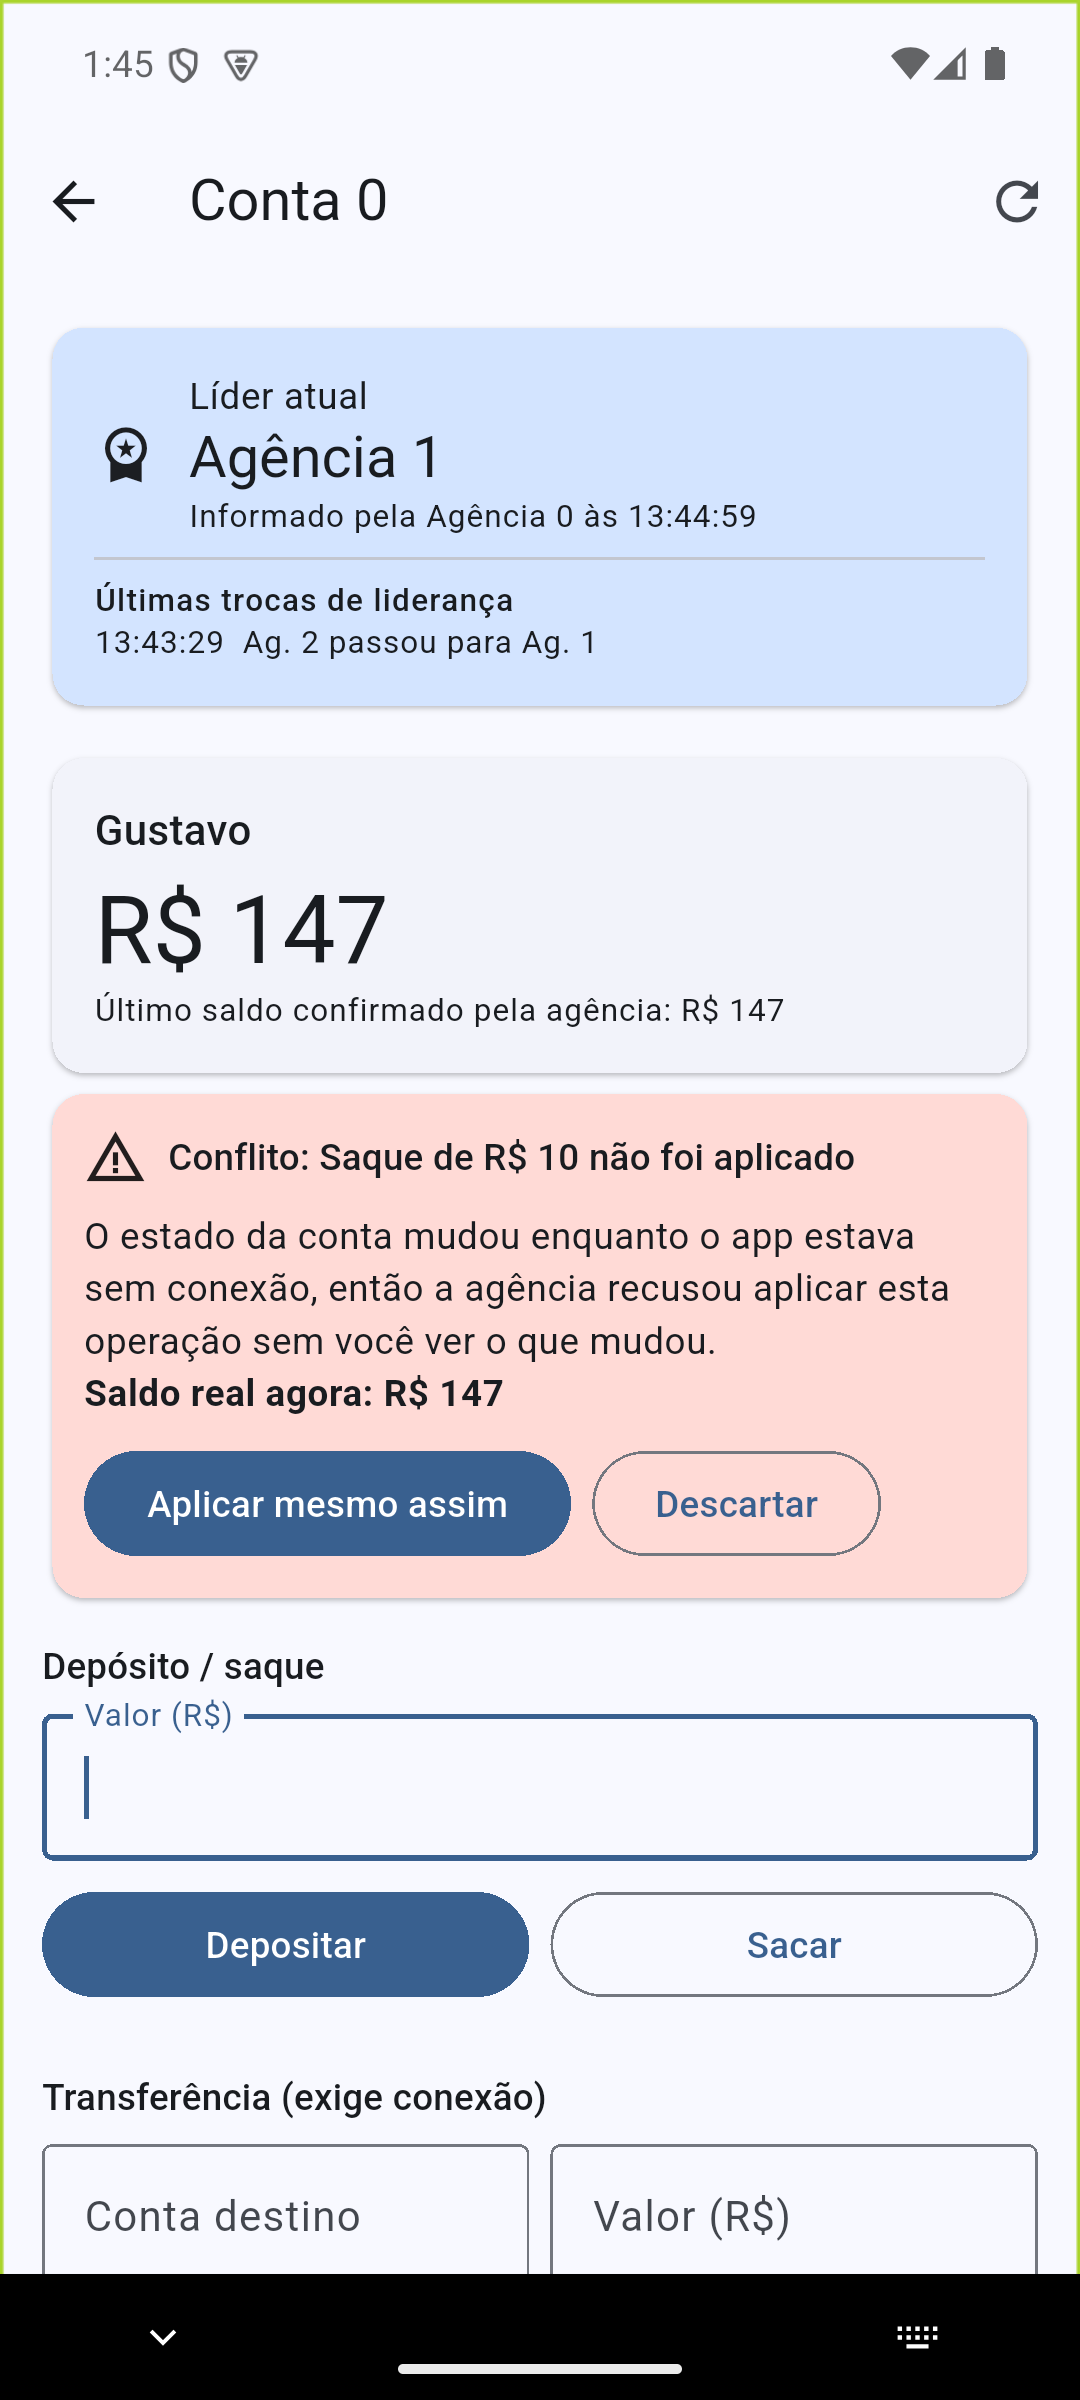 1:45
Conta 0
Líder atual
Agência 1
Informado pela Agência 0 às 13:44:59
Últimas trocas de liderança
13:43:29 Ag. 2 passou para Ag. 1
Gustavo
R$ 147
Último saldo confirmado pela agência: R$ 147
Conflito: Saque de R$ 10 não foi aplicado
O estado da conta mudou enquanto o app estava
sem conexão, então a agência recusou aplicar esta
operação sem você ver o que mudou.
Saldo real agora: R$ 147
Aplicar mesmo assim
Descartar
Depósito / saque
Valor (R$)
Depositar
Sacar
Transferência (exige conexão)
Conta destino
Valor (R$)